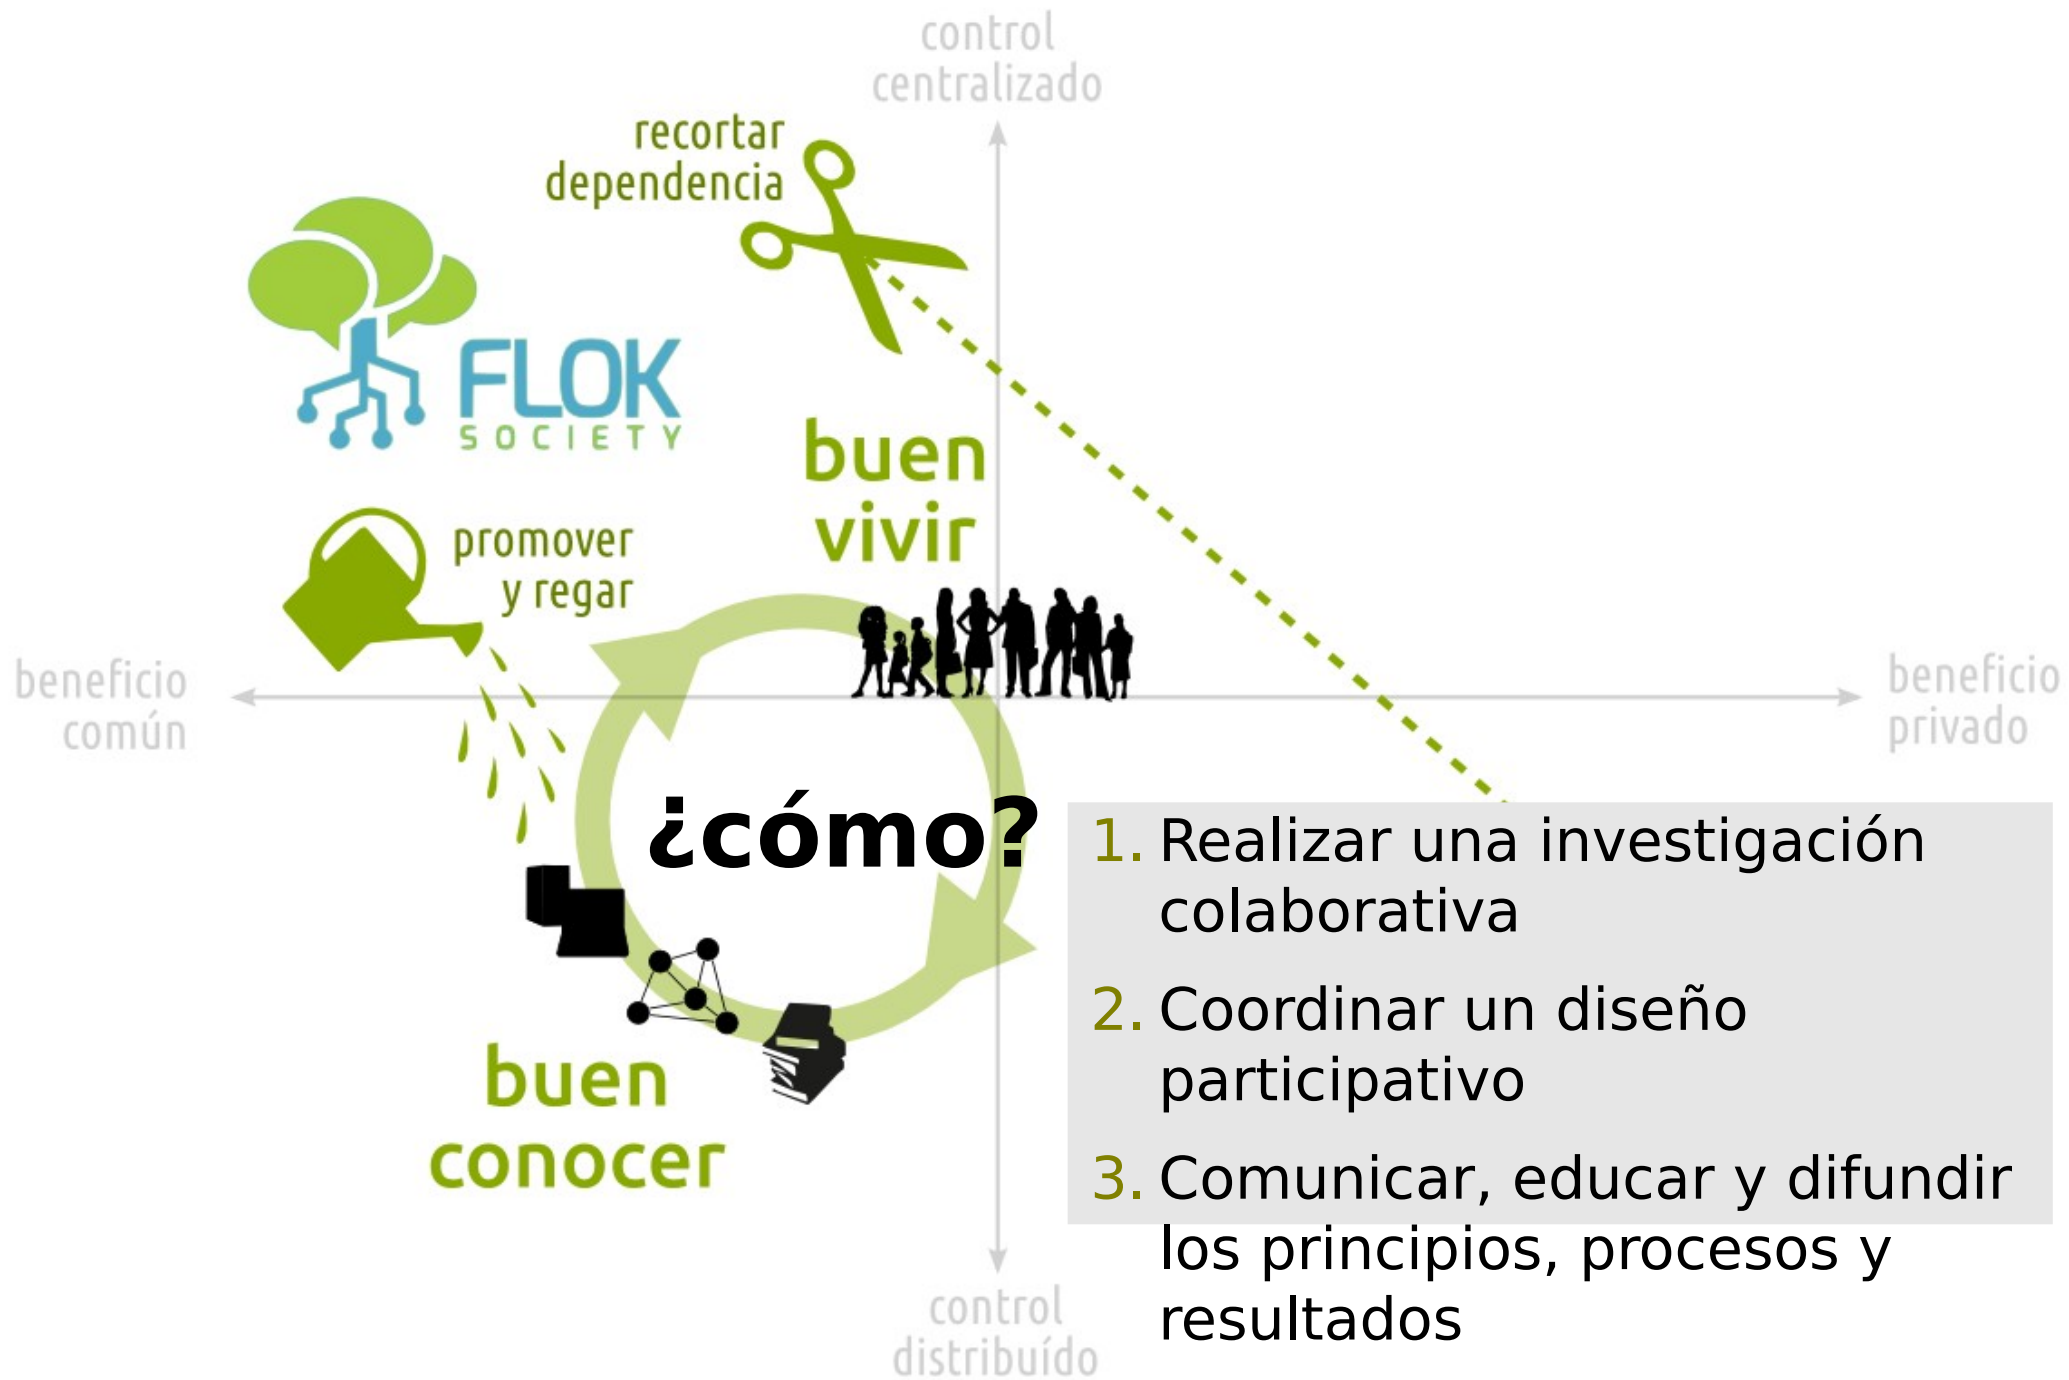 control
centralizado
recortar
dependencia
FLOK
SOCIETY
buen
vivir
promover
y regar
beneficio
común
beneficio
privado
¿cómo?
1. Realizar una investigación
colaborativa
2. Coordinar un diseño
participativo
3. Comunicar, educar y difundir
los principios, procesos y
resultados
buen
conocer
control
distribuído